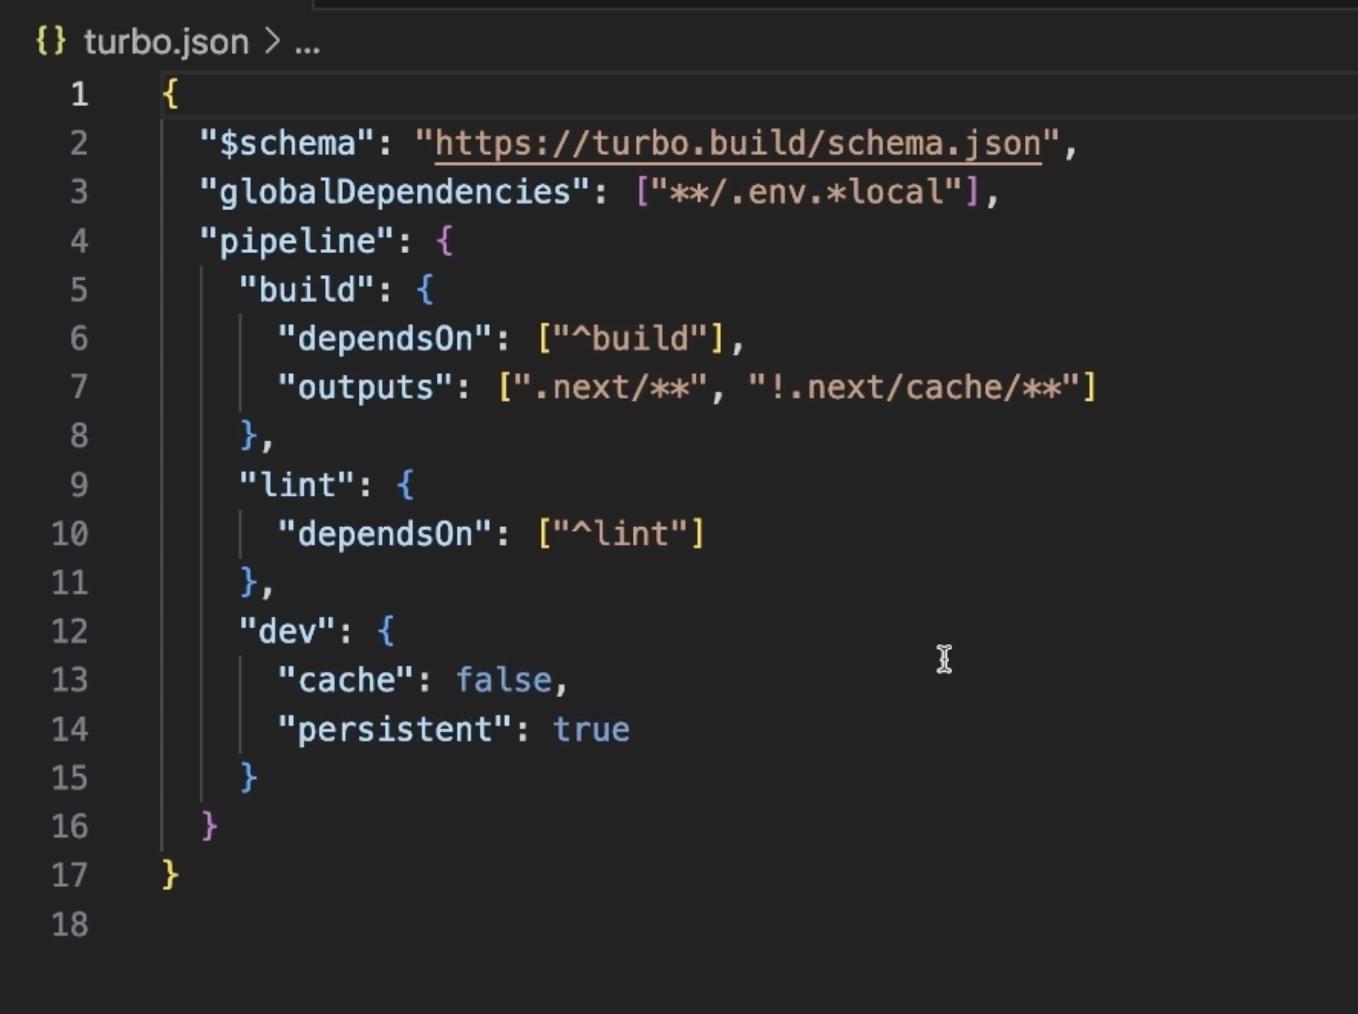 {} turbo.json > ...
1 {
2 "$schema": "https://turbo.build/schema.json",
3 "globalDependencies": ["**/.env.*local"],
4 "pipeline": {
5 "build": {
6 "dependsOn": ["^build"],
7 "outputs": [".next/**", "!.next/cache/**"]
8 },
9 "lint": {
10 "dependsOn": ["^lint"]
11 },
12 "dev": {
13 "cache": false,
14 "persistent": true
15 }
16 }
17 }
18